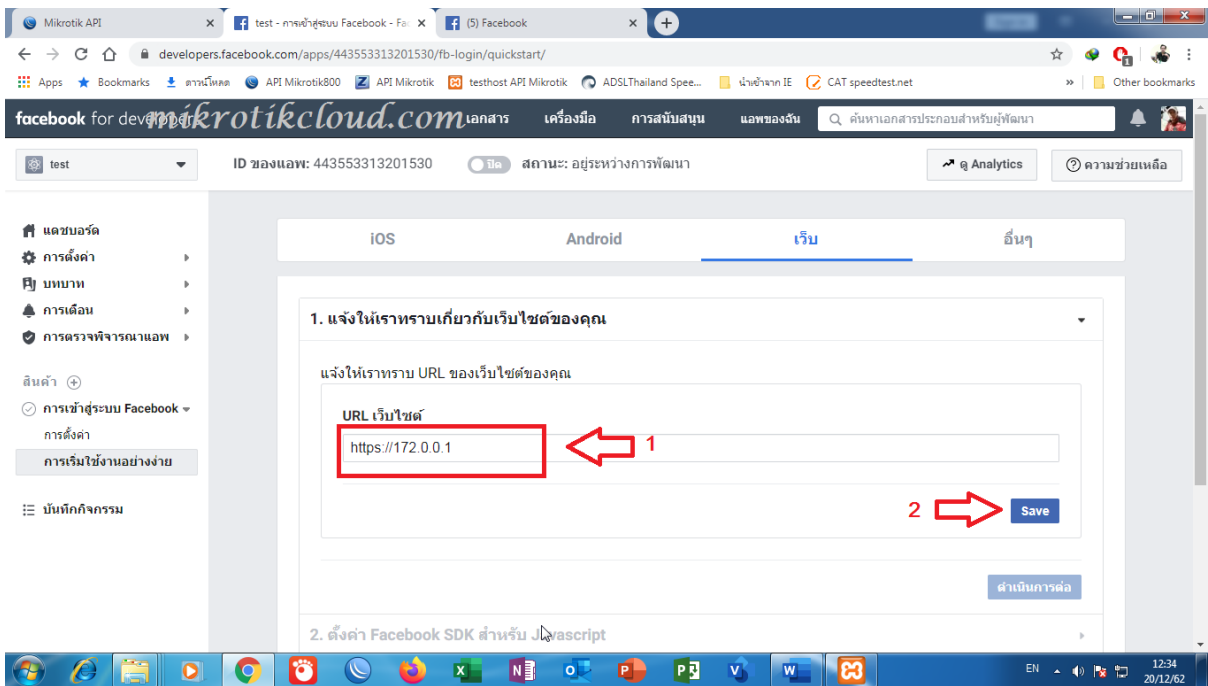 Mikrotik API
test - การเข้าสู่ระบบ Facebook - Fac
(5) Facebook
developers.facebook.com/apps/443553313201530/fb-login/quickstart/
Apps Bookmarks ดาวน์โหลด API Mikrotik800 API Mikrotik testhost API Mikrotik ADSLThailand Spee... นำเข้าจาก IE CAT speedtest.net » Other bookmarks
facebook for developers mikrotikcloud.com เอกสาร เครื่องมือ การสนับสนุน แอพของฉัน ค้นหาเอกสารประกอบสำหรับผู้พัฒนา
test ID ของแอพ: 443553313201530 ปิด สถานะ: อยู่ระหว่างการพัฒนา ดู Analytics ความช่วยเหลือ
แดชบอร์ด
การตั้งค่า
บทบาท
การเตือน
การตรวจพิจารณาแอพ
สินค้า
การเข้าสู่ระบบ Facebook
การตั้งค่า
การเริ่มใช้งานอย่างง่าย
บันทึกกิจกรรม
iOS Android เว็บ อื่นๆ
1. แจ้งให้เราทราบเกี่ยวกับเว็บไซต์ของคุณ
แจ้งให้เราทราบ URL ของเว็บไซต์ของคุณ
URL เว็บไซต์
https://172.0.0.1 1
2 Save
ดำเนินการต่อ
2. ตั้งค่า Facebook SDK สำหรับ Javascript
EN 12:34
20/12/62